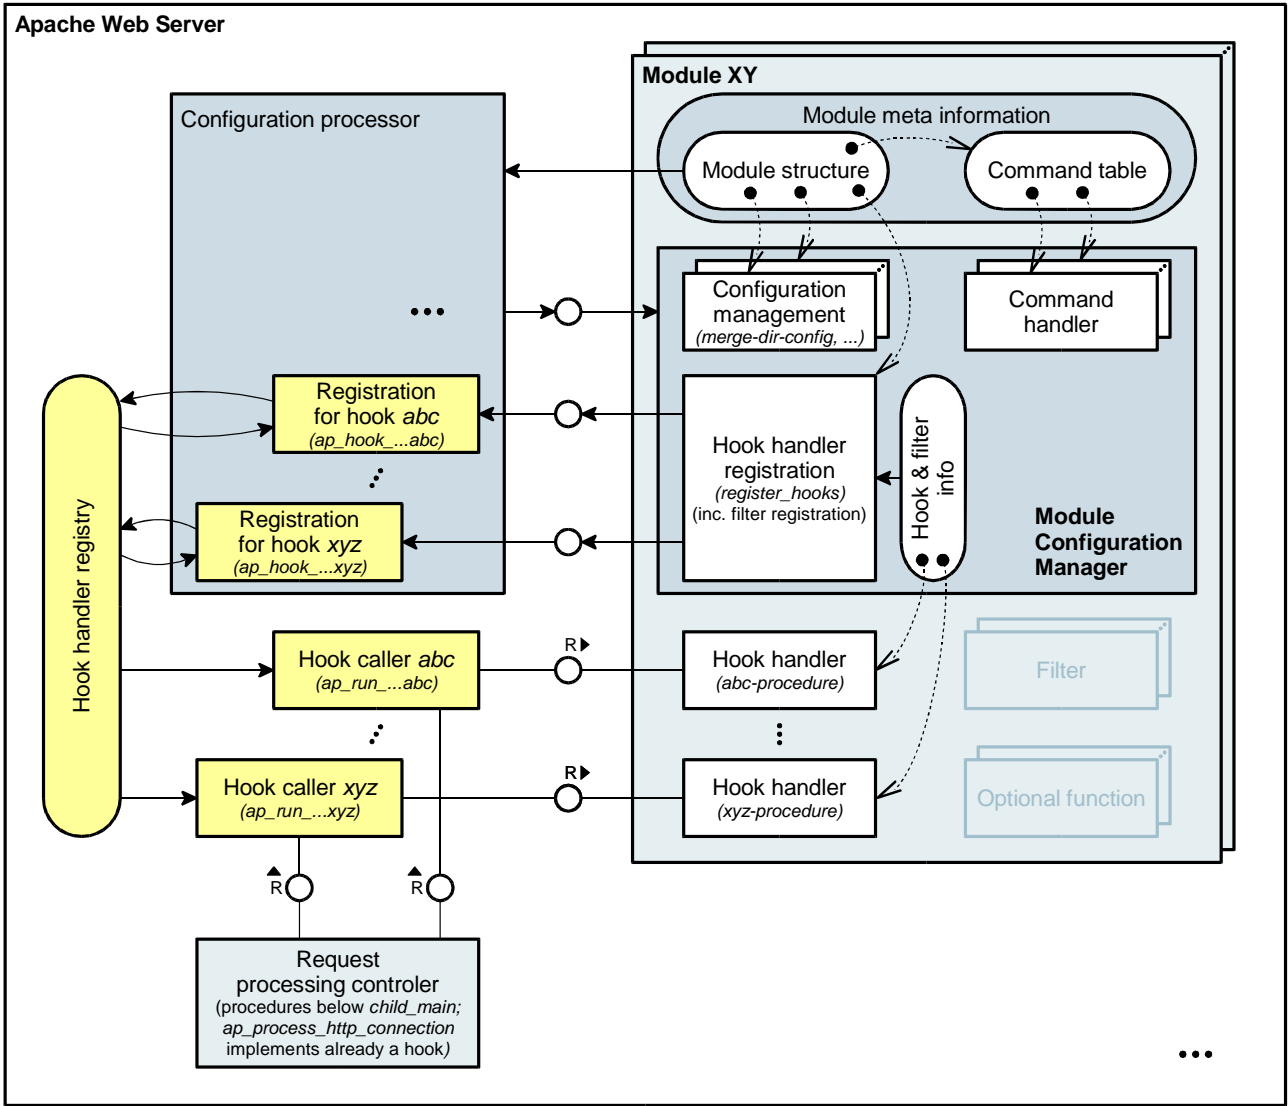 Apache Web Server
Module XY
Configuration processor
Module meta information
Module structure
Command table
Configuration
management
(merge-dir-config, ...)
Command
handler
Registration
for hook abc
(ap_hook_...abc)
Hook handler
registration
(register_hooks)
(inc. filter registration)
Hook & filter
info
Registration
for hook xyz
(ap_hook_...xyz)
Module
Configuration
Manager
Hook handler registry
Hook caller abc
(ap_run_...abc)
R
Hook handler
(abc-procedure)
Filter
Hook caller xyz
(ap_run_...xyz)
R
Hook handler
(xyz-procedure)
Optional function
R
R
Request
processing controler
(procedures below child_main;
ap_process_http_connection
implements already a hook)